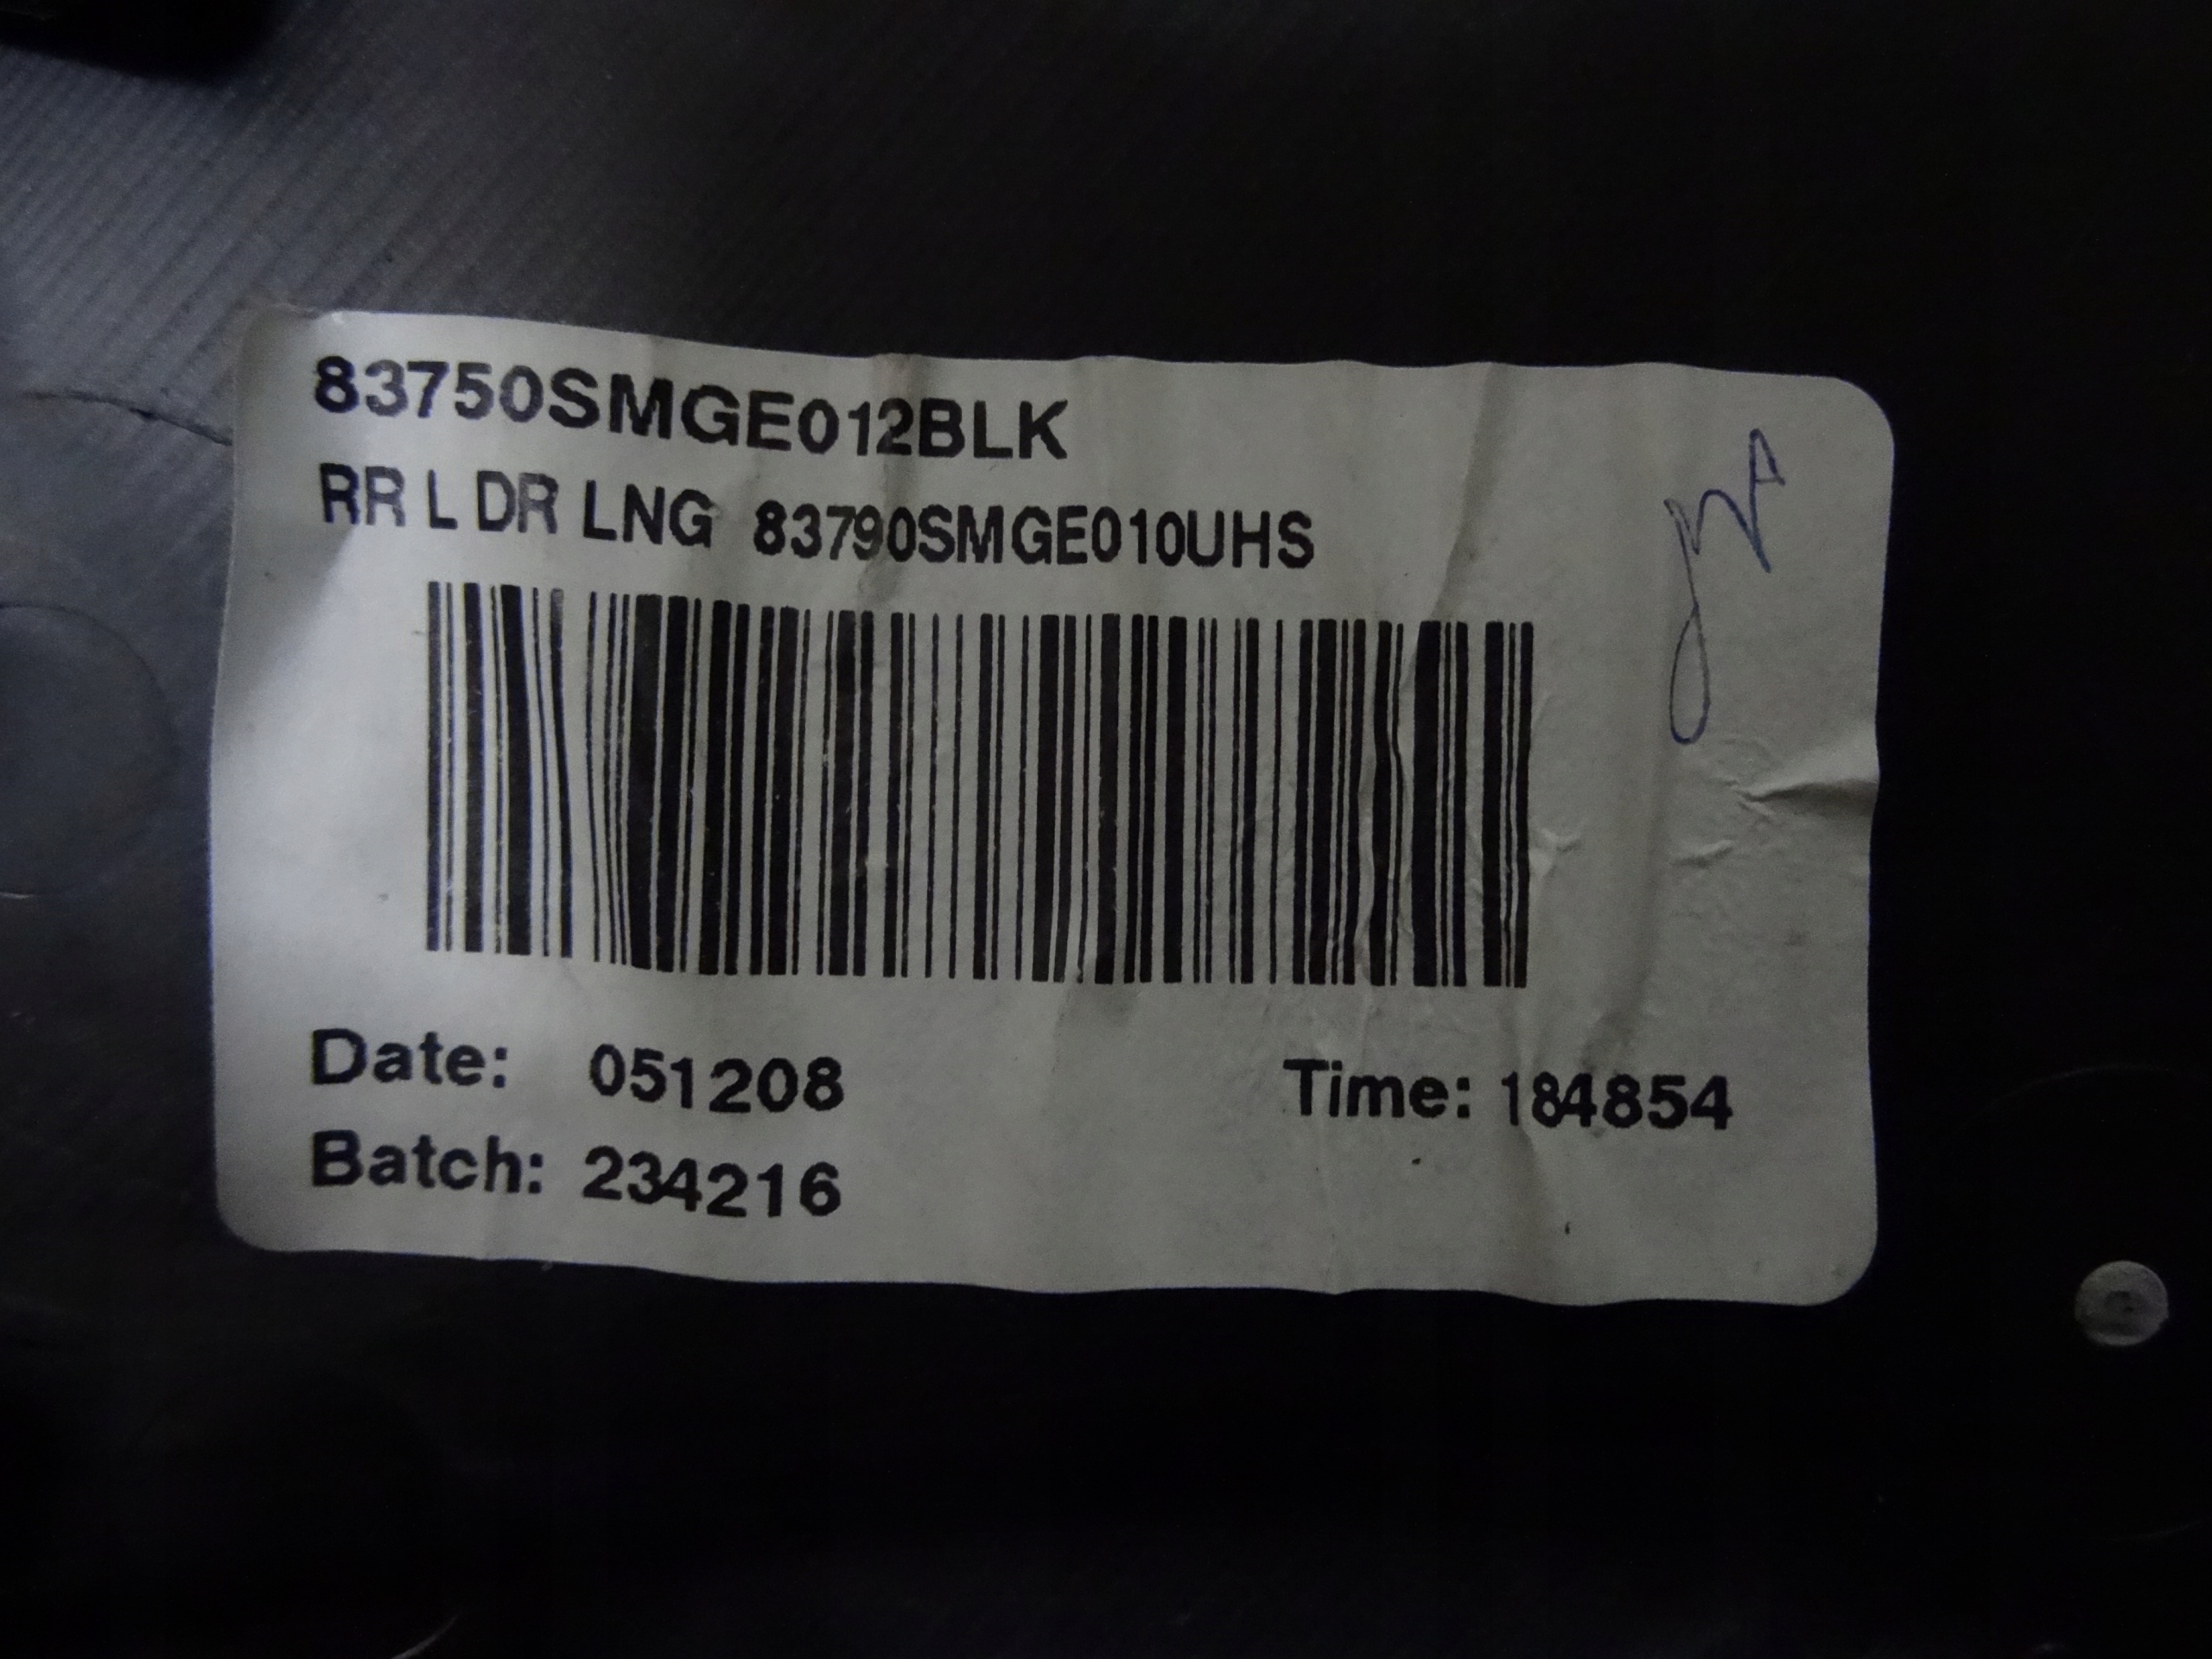 83750SMGE012BLK
RR L DR LNG 83790SMGE010UHS
Date: 051208 Time: 184854
Batch: 234216